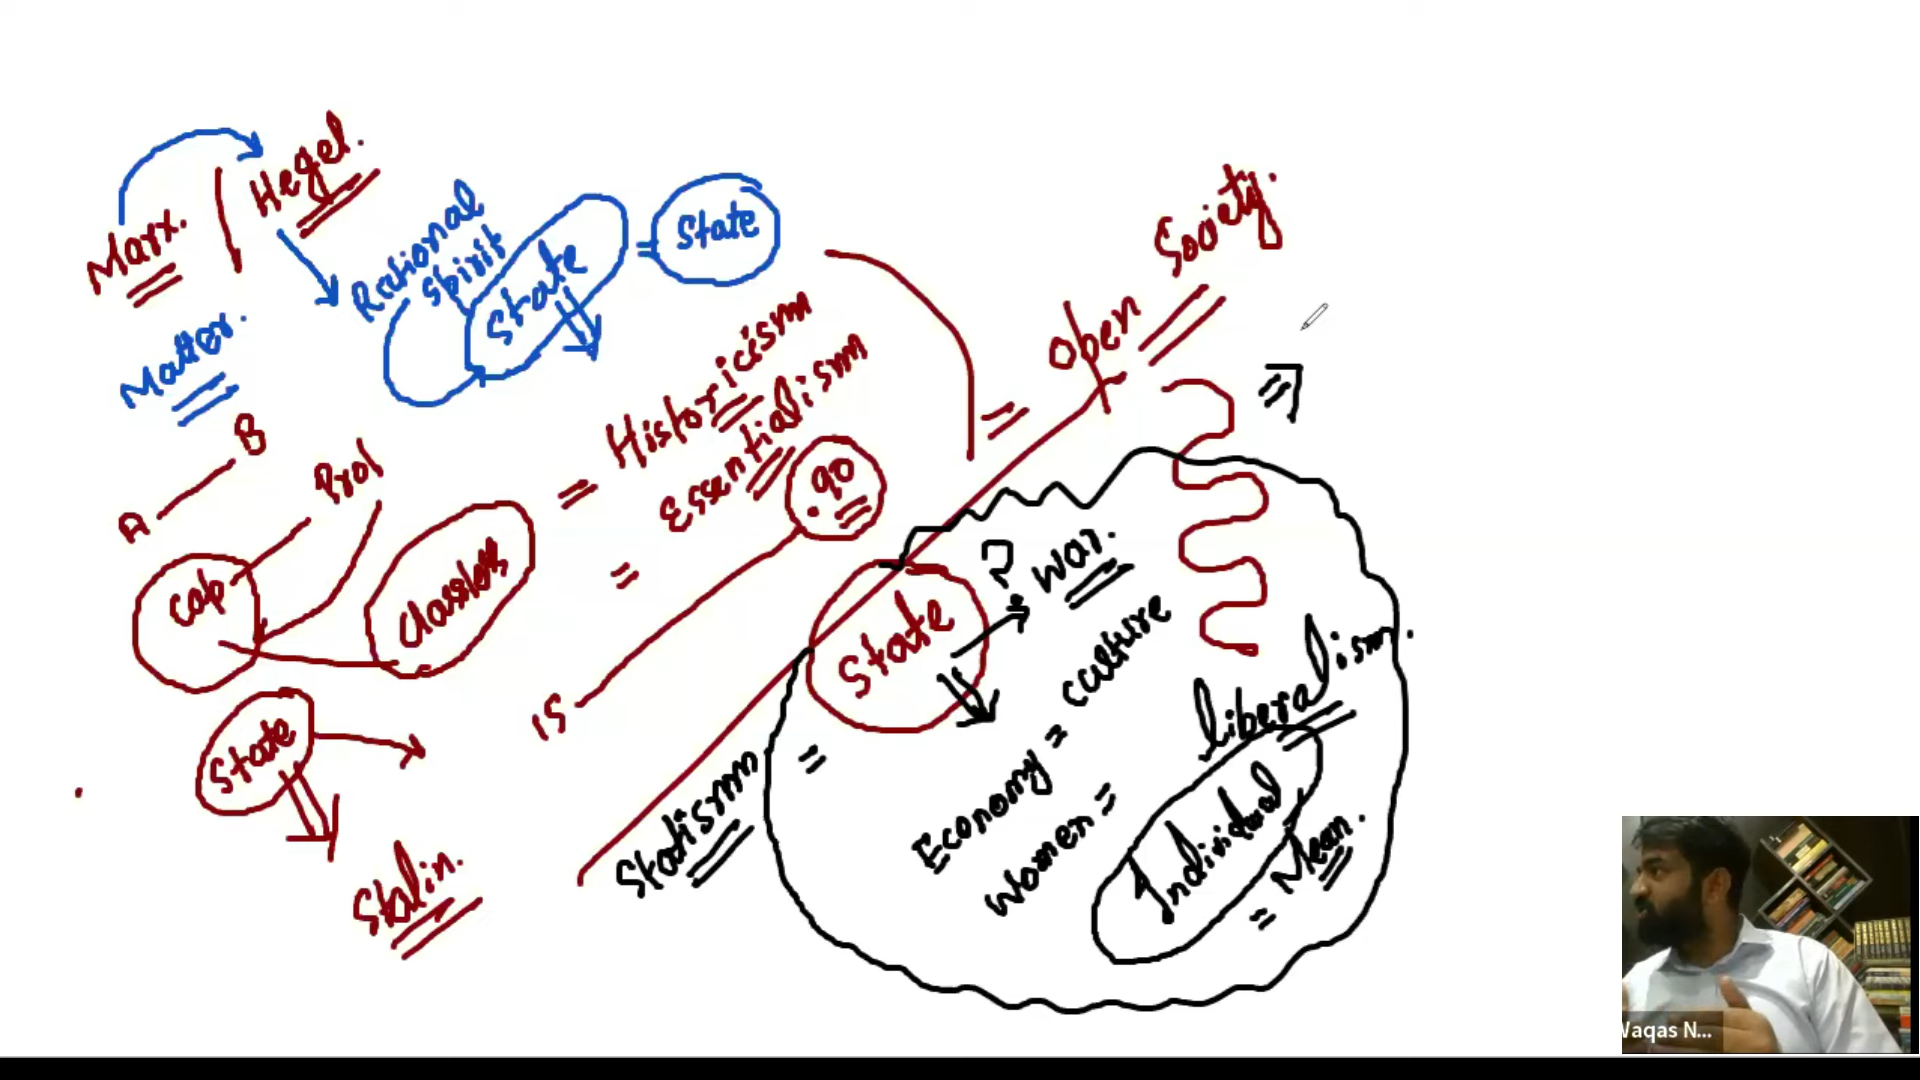 Hegel.
Marx.
Rational
Spirit
State
= State
Matter.
A
B
Prol
Cap
Classless
= Historicism
Essentialism
=
90
IS
State
Stalin.
= Open Society.
State
?
War.
Statism
=
Economy = culture
Women =
liberalism.
Individual
= Mean.
Waqas N...